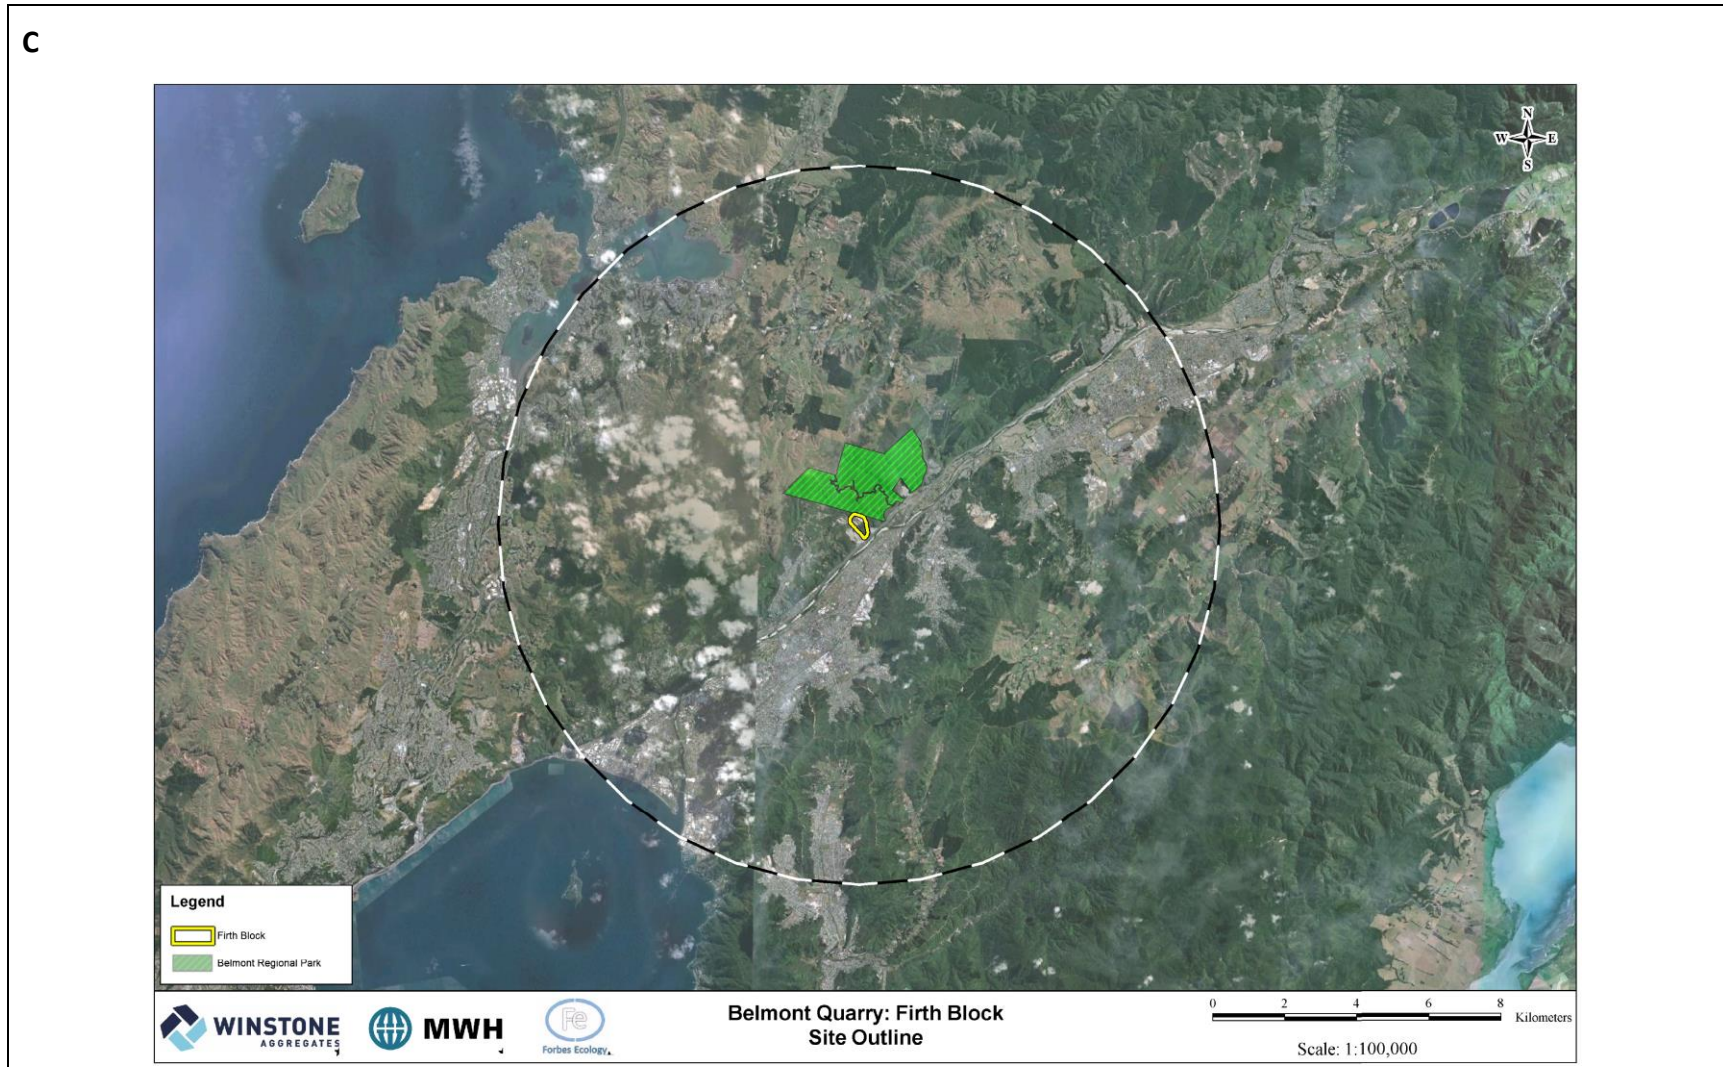 C
N
W E
S
Legend
Firth Block
Belmont Regional Park
WINSTONE
AGGREGATES
MWH
Fe
Forbes Ecology
Belmont Quarry: Firth Block
Site Outline
0 2 4 6 8
Kilometers
Scale: 1:100,000